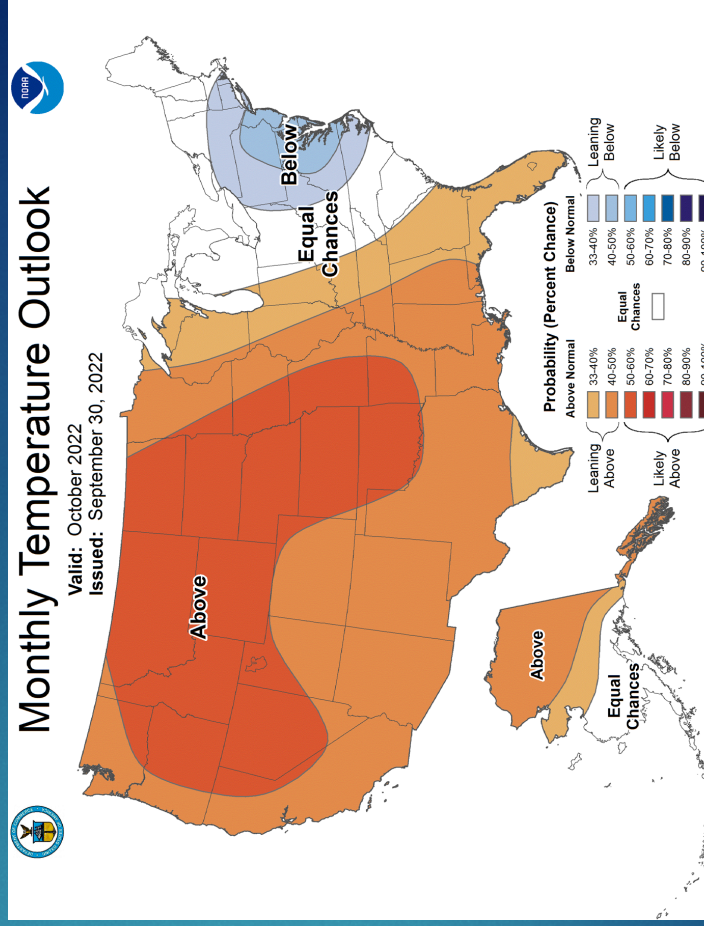 Monthly Temperature Outlook
Valid: October 2022
Issued: September 30, 2022
NOAA
Above
Equal
Chances
Below
Above
Equal
Chances
Probability (Percent Chance)
Above Normal
Below Normal
Leaning
Above
33-40%
40-50%
Likely
Above
50-60%
60-70%
70-80%
80-90%
Equal
Chances
33-40%
40-50%
Leaning
Below
50-60%
60-70%
70-80%
80-90%
Likely
Below